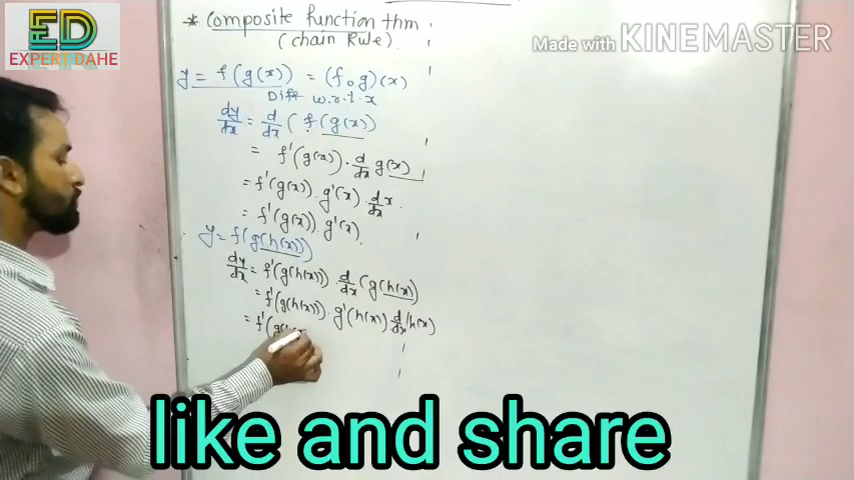 ED
EXPERT DAHE
Made with KINEMASTER
* Composite function thm
(chain Rule).
y = f(g(x)) = (f o g)(x)
Diff w.r.t. x
dy/dx = d/dx (f(g(x))
= f'(g(x)) . d/dx g(x)
= f'(g(x)) . g'(x) . d/dx x .
= f'(g(x)) . g'(x) .
y = f(g(h(x)))
dy/dx = f'(g(h(x)) . d/dx (g(h(x))
= f'(g(h(x)) . g'(h(x)) d/dx (h(x)
= f'(g(
like and share